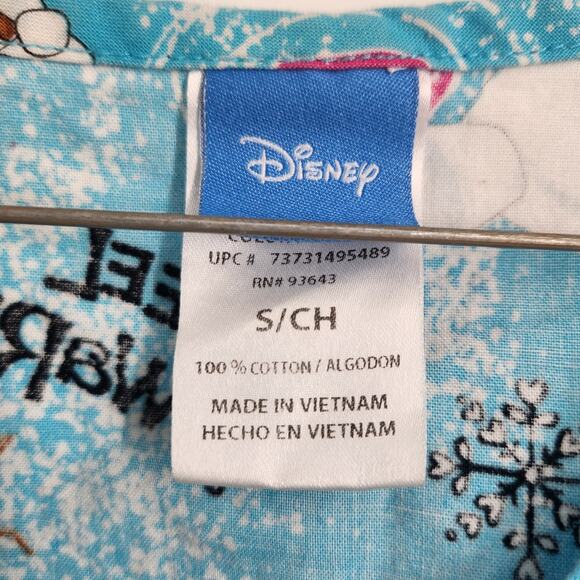 Disney
UPC # 73731495489
RN# 93643
S/CH
100 % COTTON / ALGODON
MADE IN VIETNAM
HECHO EN VIETNAM